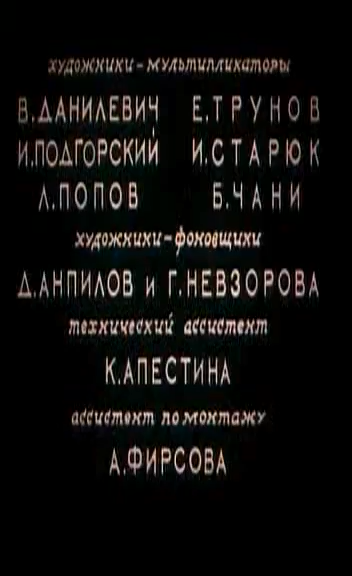 художники-мультипликаторы
В.ДАНИЛЕВИЧ Е.ТРУНОВ
И.ПОДГОРСКИЙ И.СТАРЮК
Л.ПОПОВ Б.ЧАНИ
художники-фоновщики
Д.АНПИЛОВ и Г.НЕВЗОРОВА
технический ассистент
К.АПЕСТИНА
ассистент по монтажу
А.ФИРСОВА